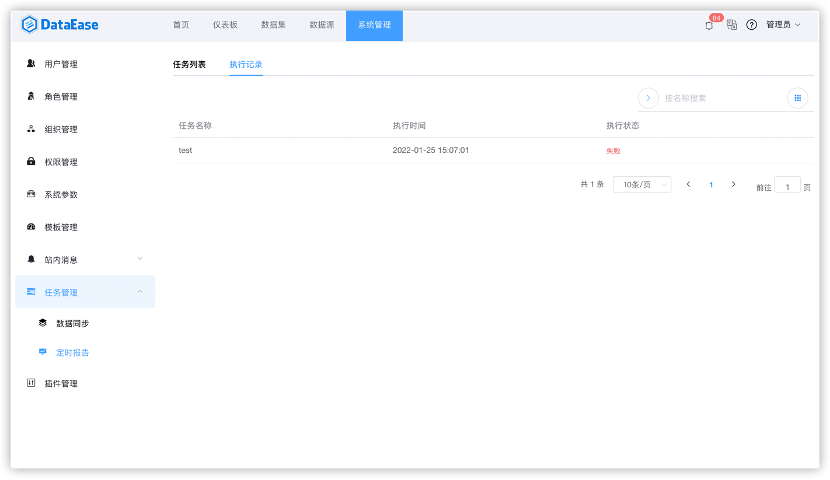 DataEase 首页 仪表板 数据集 数据源 系统管理 84 管理员
用户管理
角色管理
组织管理
权限管理
系统参数
模板管理
站内消息
任务管理
数据同步
定时报告
插件管理
任务列表 执行记录
按名称搜索
任务名称 执行时间 执行状态
test 2022-01-25 15:07:01 失败
共 1 条 10条/页 1 前往 1 页